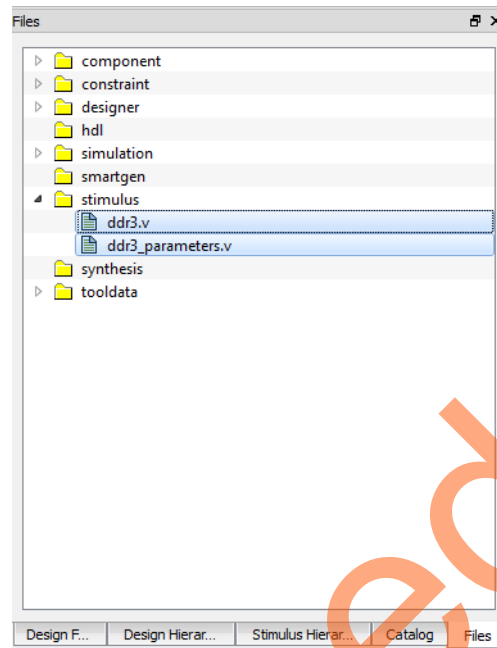 Files
component
constraint
designer
hdl
simulation
smartgen
stimulus
ddr3.v
ddr3_parameters.v
synthesis
tooldata
Design F... Design Hierar... Stimulus Hierar... Catalog Files